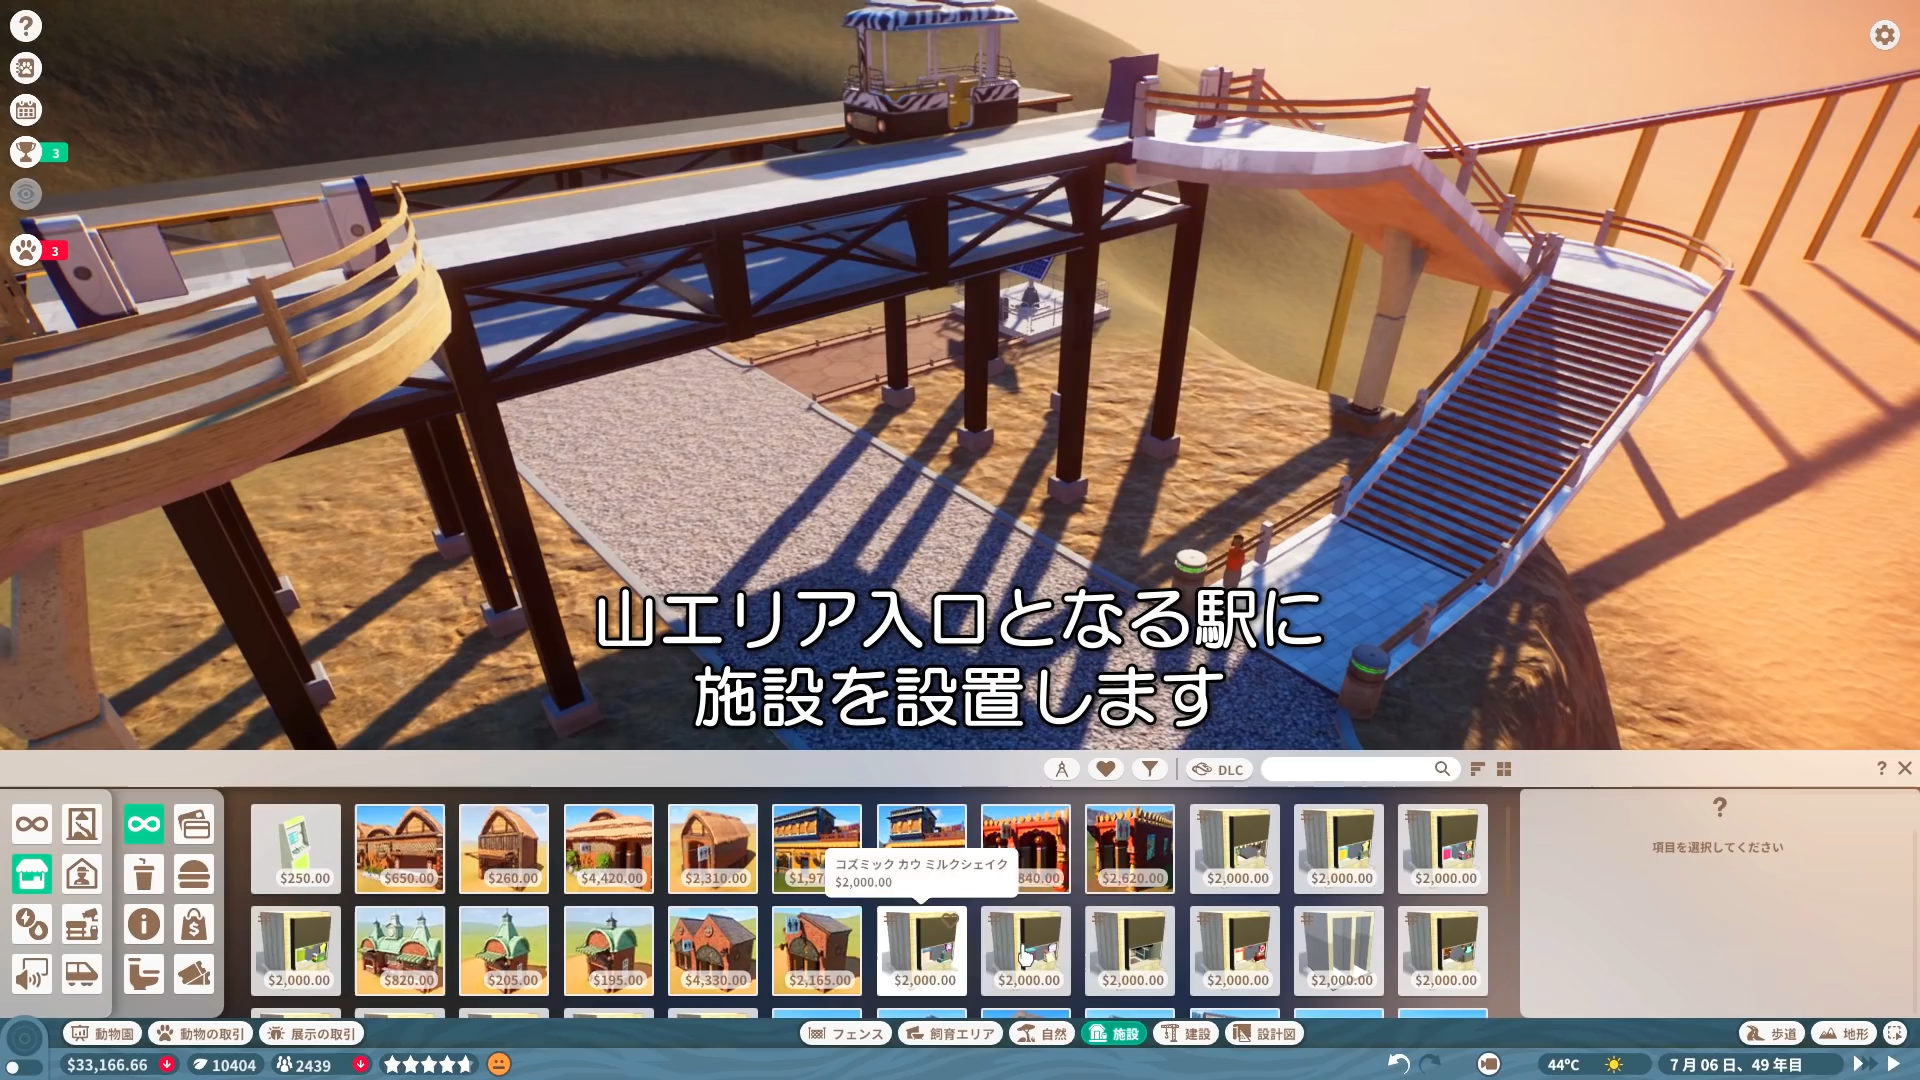 ?
3
3
山エリア入口となる駅に
施設を設置します
DLC
? ×
?
項目を選択してください
$250.00
$650.00
$260.00
$4,420.00
$2,310.00
$1,97
840.00
$2,620.00
$2,000.00
$2,000.00
$2,000.00
コズミック カウ ミルクシェイク
$2,000.00
$2,000.00
$820.00
$205.00
$195.00
$4,330.00
$2,165.00
$2,000.00
$2,000.00
$2,000.00
$2,000.00
$2,000.00
$2,000.00
動物園
動物の取引
展示の取引
フェンス
飼育エリア
自然
施設
建設
設計図
歩道
地形
$33,166.66
10404
2439
44°C
7 月 06 日、49 年目